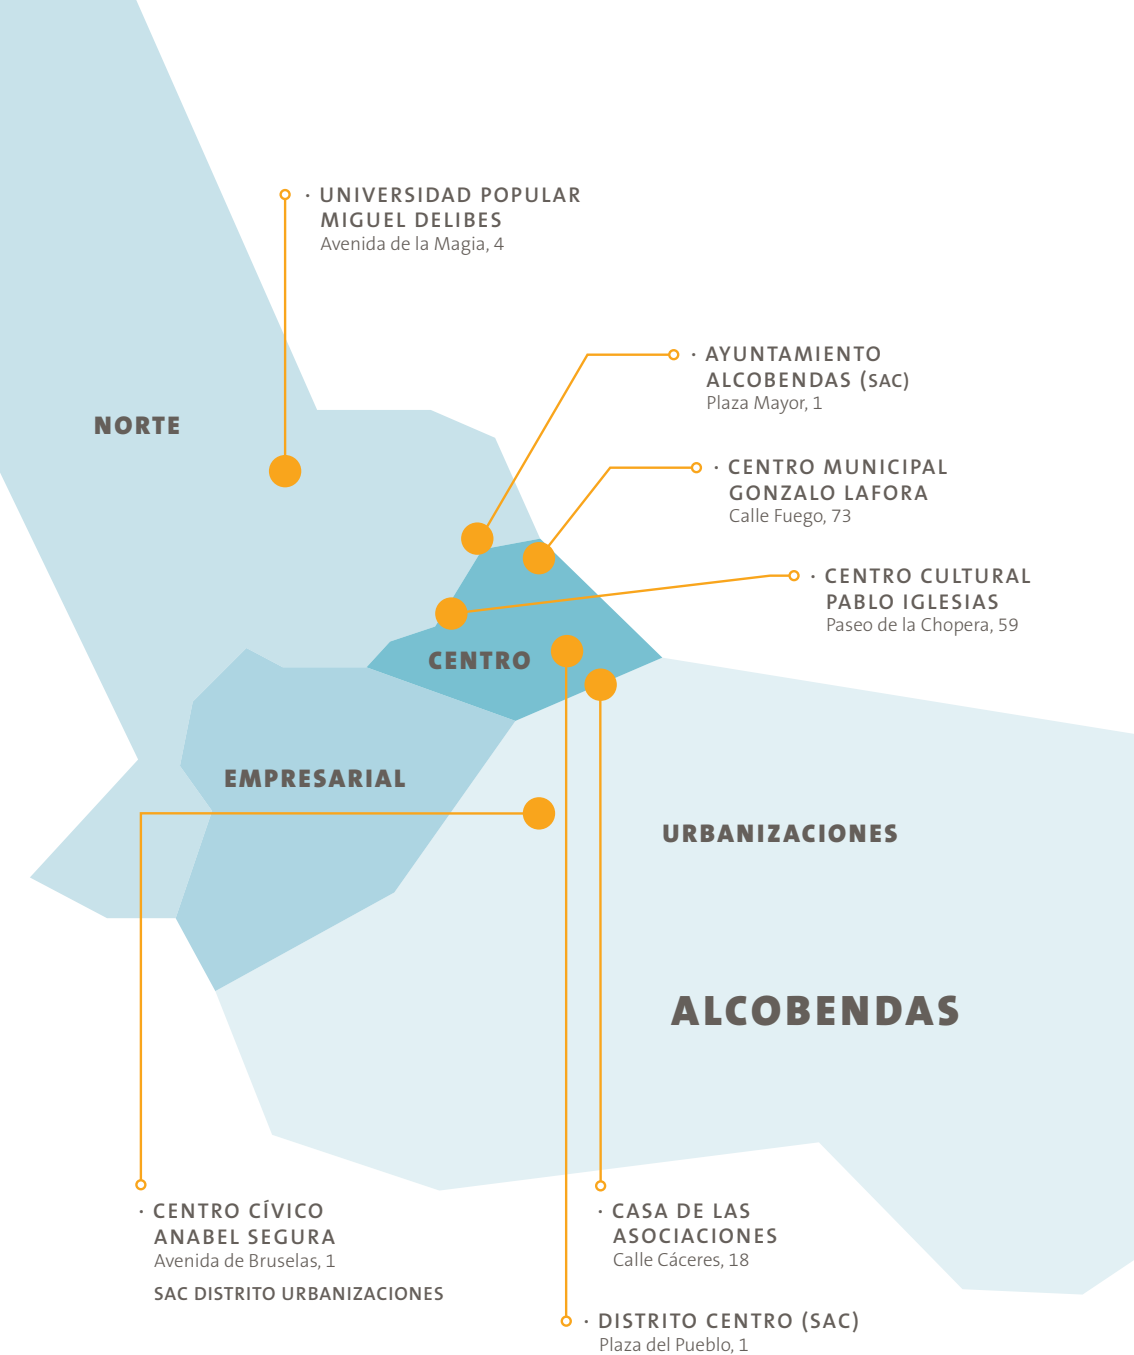 · UNIVERSIDAD POPULAR
MIGUEL DELIBES
Avenida de la Magia, 4
· AYUNTAMIENTO
ALCOBENDAS (SAC)
Plaza Mayor, 1
NORTE
· CENTRO MUNICIPAL
GONZALO LAFORA
Calle Fuego, 73
· CENTRO CULTURAL
PABLO IGLESIAS
Paseo de la Chopera, 59
CENTRO
EMPRESARIAL
URBANIZACIONES
ALCOBENDAS
· CENTRO CÍVICO
ANABEL SEGURA
Avenida de Bruselas, 1
SAC DISTRITO URBANIZACIONES
· CASA DE LAS
ASOCIACIONES
Calle Cáceres, 18
· DISTRITO CENTRO (SAC)
Plaza del Pueblo, 1